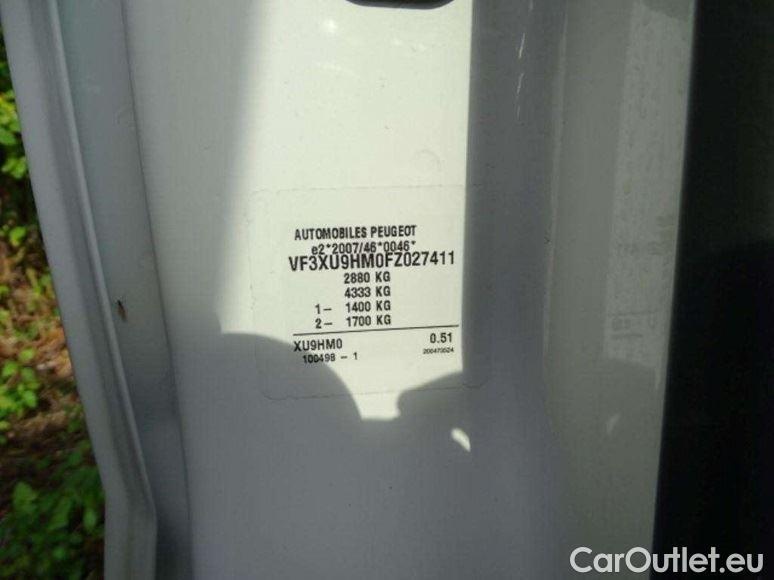 AUTOMOBILES PEUGEOT
e2*2007/46*0046*
VF3XU9HM0FZ027411
2880 KG
4333 KG
1- 1400 KG
2- 1700 KG
XU9HM0 0.51
100498 - 1 200470524
CarOutlet.eu